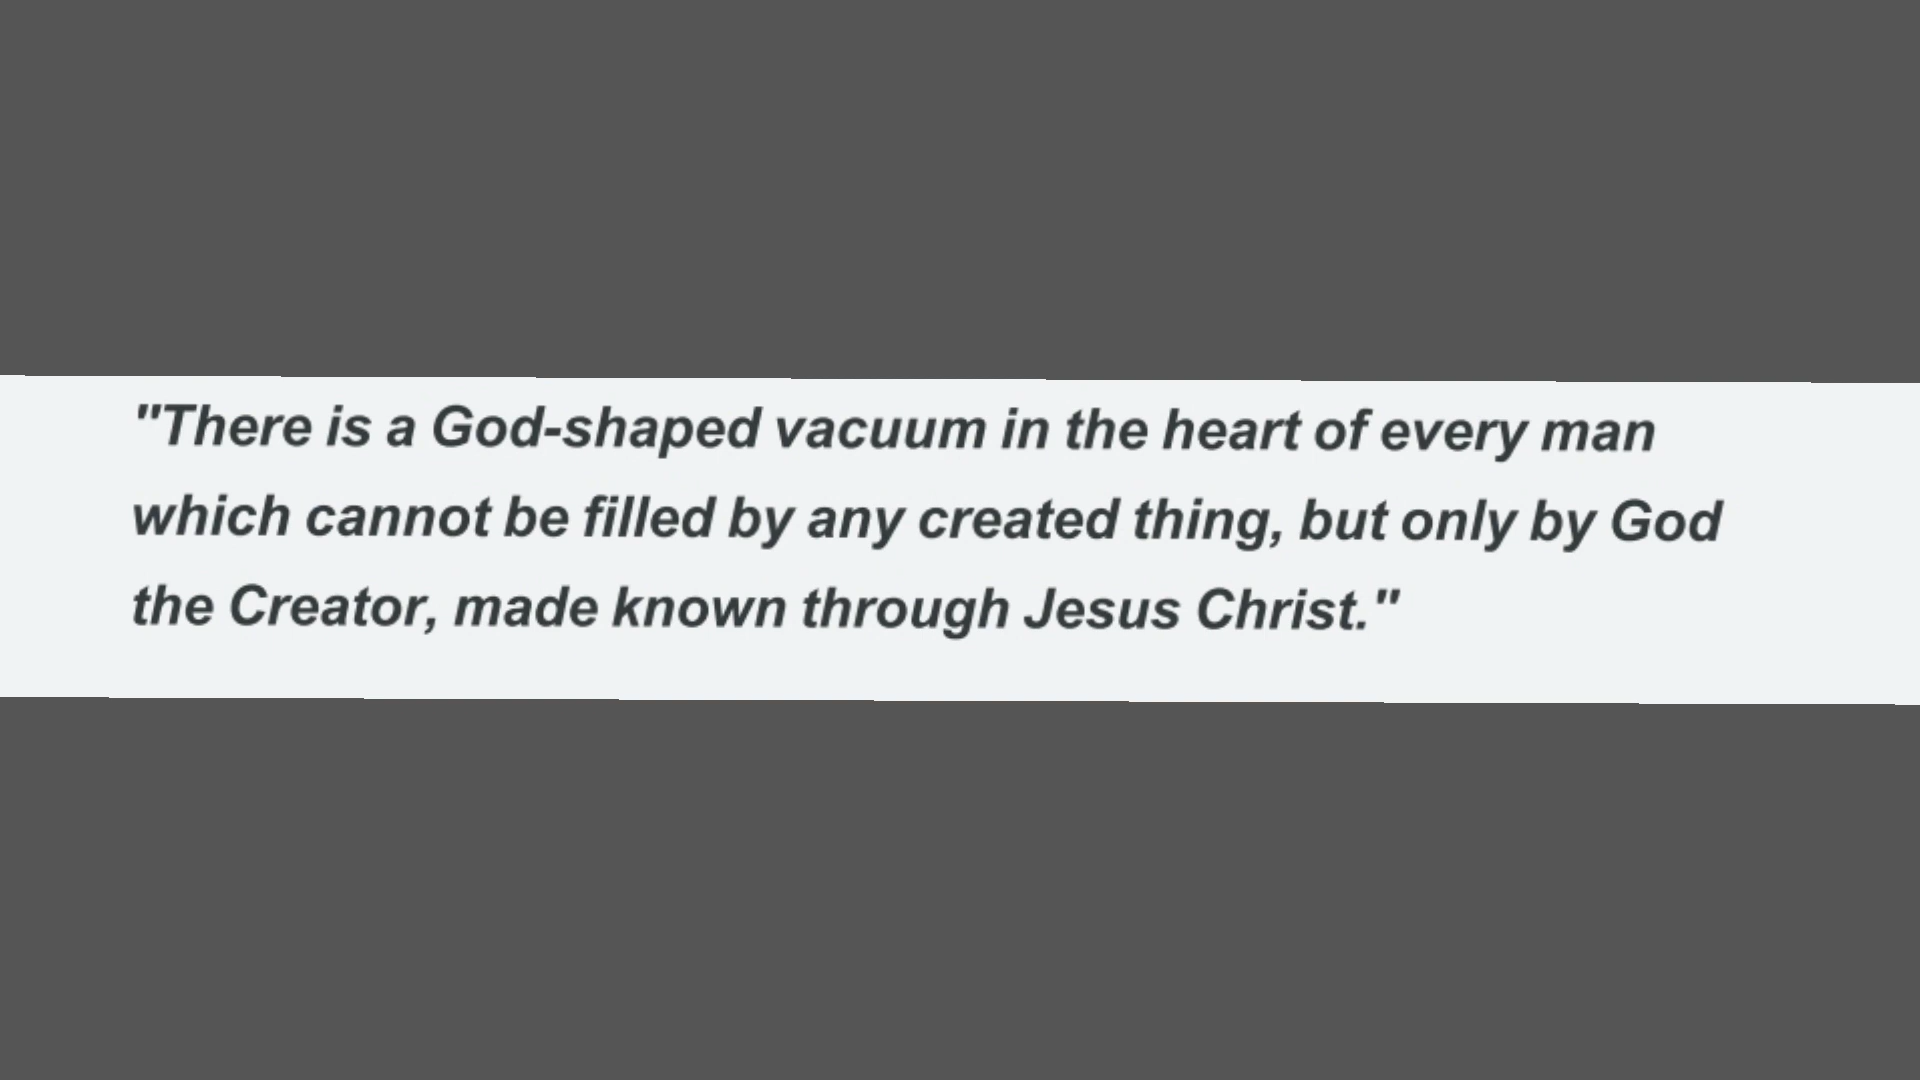 "There is a God-shaped vacuum in the heart of every man
which cannot be filled by any created thing, but only by God
the Creator, made known through Jesus Christ."